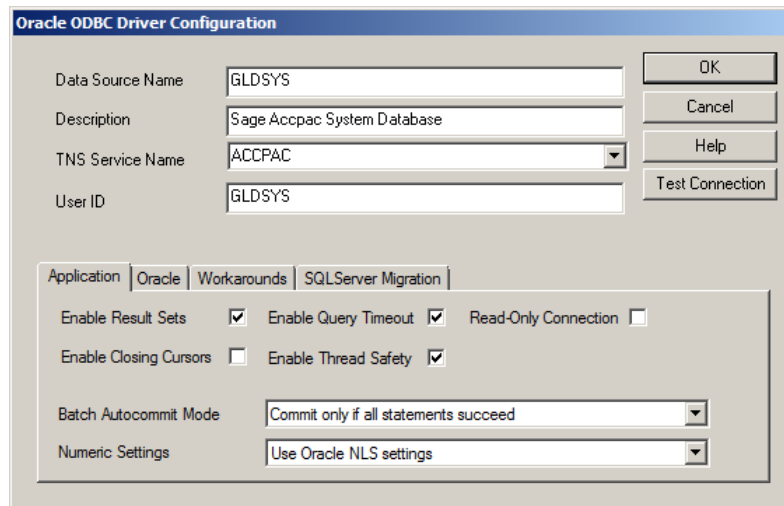 Oracle ODBC Driver Configuration
Data Source Name GLDSYS OK
Description Sage Accpac System Database Cancel
TNS Service Name ACCPAC Help
User ID GLDSYS Test Connection
Application Oracle Workarounds SQLServer Migration
Enable Result Sets Enable Query Timeout Read-Only Connection
Enable Closing Cursors Enable Thread Safety
Batch Autocommit Mode Commit only if all statements succeed
Numeric Settings Use Oracle NLS settings